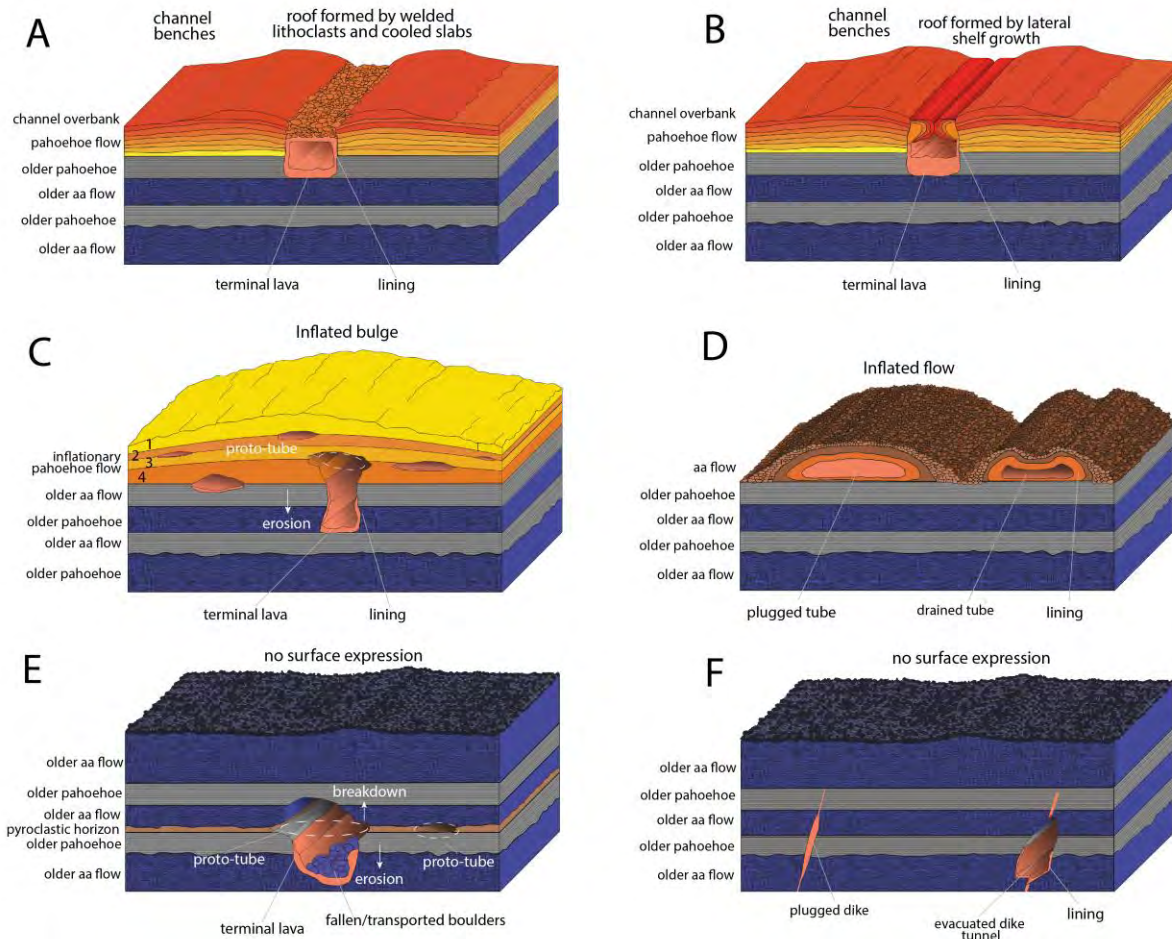 A
channel
benches
roof formed by welded
lithoclasts and cooled slabs
channel overbank
pahoehoe flow
older pahoehoe
older aa flow
older pahoehoe
older aa flow
terminal lava
lining
B
channel
benches
roof formed by lateral
shelf growth
channel overbank
pahoehoe flow
older pahoehoe
older aa flow
older pahoehoe
older aa flow
terminal lava
lining
C
Inflated bulge
1
2
3
4
proto-tube
inflationary
pahoehoe flow
older aa flow
older pahoehoe
older aa flow
older pahoehoe
erosion
terminal lava
lining
D
Inflated flow
aa flow
older pahoehoe
older aa flow
older pahoehoe
older aa flow
plugged tube
drained tube
lining
E
no surface expression
older aa flow
older pahoehoe
older aa flow
pyroclastic horizon
older pahoehoe
older aa flow
breakdown
proto-tube
proto-tube
erosion
terminal lava
fallen/transported boulders
F
no surface expression
older aa flow
older pahoehoe
older aa flow
older pahoehoe
older aa flow
plugged dike
evacuated dike
tunnel
lining